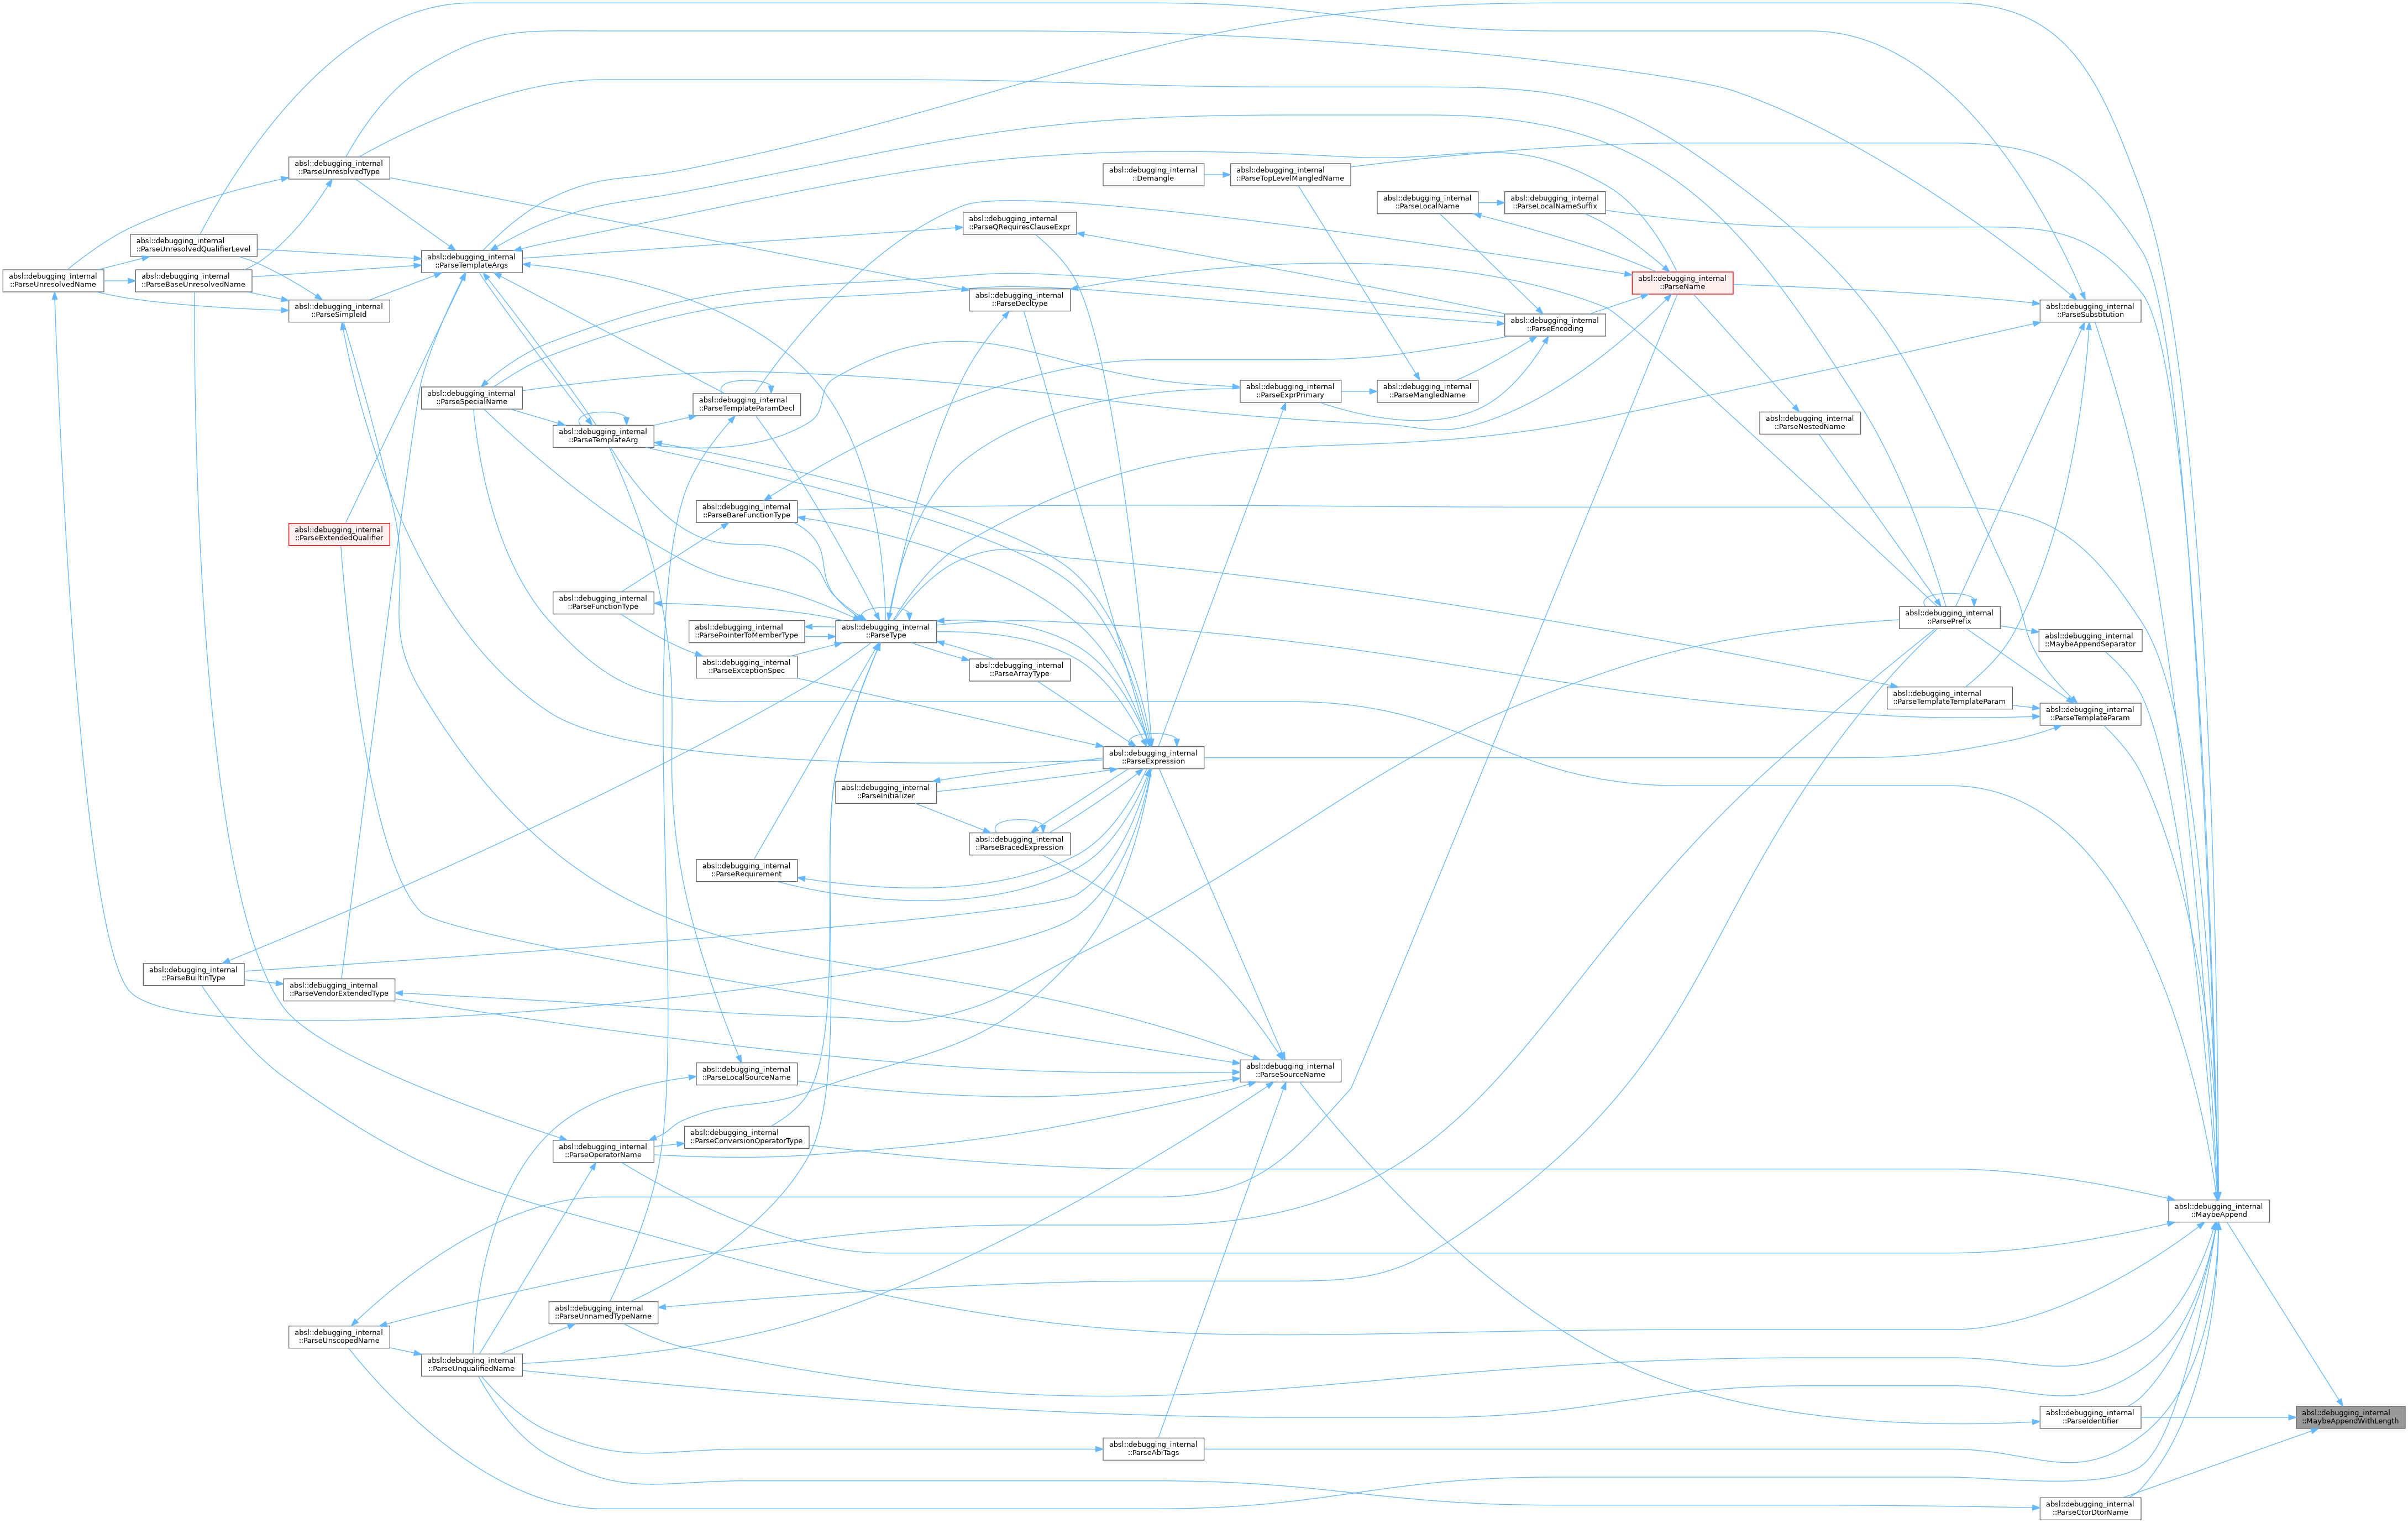 absl::debugging_internal
::ParseUnresolvedType
absl::debugging_internal
::Demangle
absl::debugging_internal
::ParseTopLevelMangledName
absl::debugging_internal
::ParseLocalName
absl::debugging_internal
::ParseLocalNameSuffix
absl::debugging_internal
::ParseQRequiresClauseExpr
absl::debugging_internal
::ParseUnresolvedQualifierLevel
absl::debugging_internal
::ParseTemplateArgs
absl::debugging_internal
::ParseUnresolvedName
absl::debugging_internal
::ParseBaseUnresolvedName
absl::debugging_internal
::ParseName
absl::debugging_internal
::ParseSimpleId
absl::debugging_internal
::ParseDecltype
absl::debugging_internal
::ParseSubstitution
absl::debugging_internal
::ParseEncoding
absl::debugging_internal
::ParseSpecialName
absl::debugging_internal
::ParseTemplateParamDecl
absl::debugging_internal
::ParseExprPrimary
absl::debugging_internal
::ParseMangledName
absl::debugging_internal
::ParseNestedName
absl::debugging_internal
::ParseTemplateArg
absl::debugging_internal
::ParseBareFunctionType
absl::debugging_internal
::ParseExtendedQualifier
absl::debugging_internal
::ParseFunctionType
absl::debugging_internal
::ParsePrefix
absl::debugging_internal
::ParsePointerToMemberType
absl::debugging_internal
::ParseType
absl::debugging_internal
::MaybeAppendSeparator
absl::debugging_internal
::ParseExceptionSpec
absl::debugging_internal
::ParseArrayType
absl::debugging_internal
::ParseTemplateTemplateParam
absl::debugging_internal
::ParseTemplateParam
absl::debugging_internal
::ParseExpression
absl::debugging_internal
::ParseInitializer
absl::debugging_internal
::ParseBracedExpression
absl::debugging_internal
::ParseRequirement
absl::debugging_internal
::ParseBuiltinType
absl::debugging_internal
::ParseVendorExtendedType
absl::debugging_internal
::ParseLocalSourceName
absl::debugging_internal
::ParseSourceName
absl::debugging_internal
::ParseConversionOperatorType
absl::debugging_internal
::ParseOperatorName
absl::debugging_internal
::MaybeAppend
absl::debugging_internal
::ParseUnnamedTypeName
absl::debugging_internal
::ParseUnscopedName
absl::debugging_internal
::ParseUnqualifiedName
absl::debugging_internal
::ParseIdentifier
absl::debugging_internal
::MaybeAppendWithLength
absl::debugging_internal
::ParseAbiTags
absl::debugging_internal
::ParseCtorDtorName